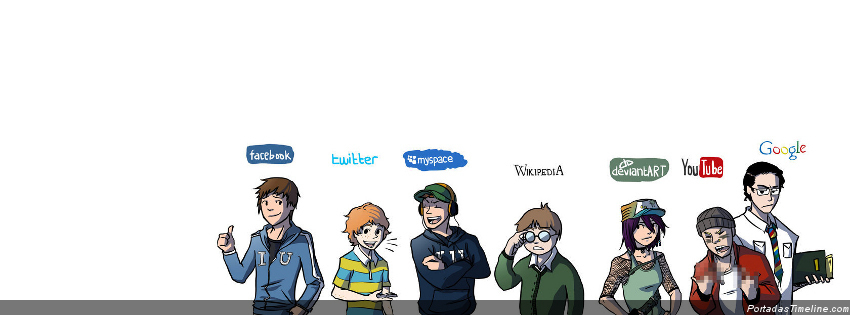 facebook
twitter
myspace
WIKIPEDIA
deviantART
YouTube
Google
I U
PortadasTimeline.com